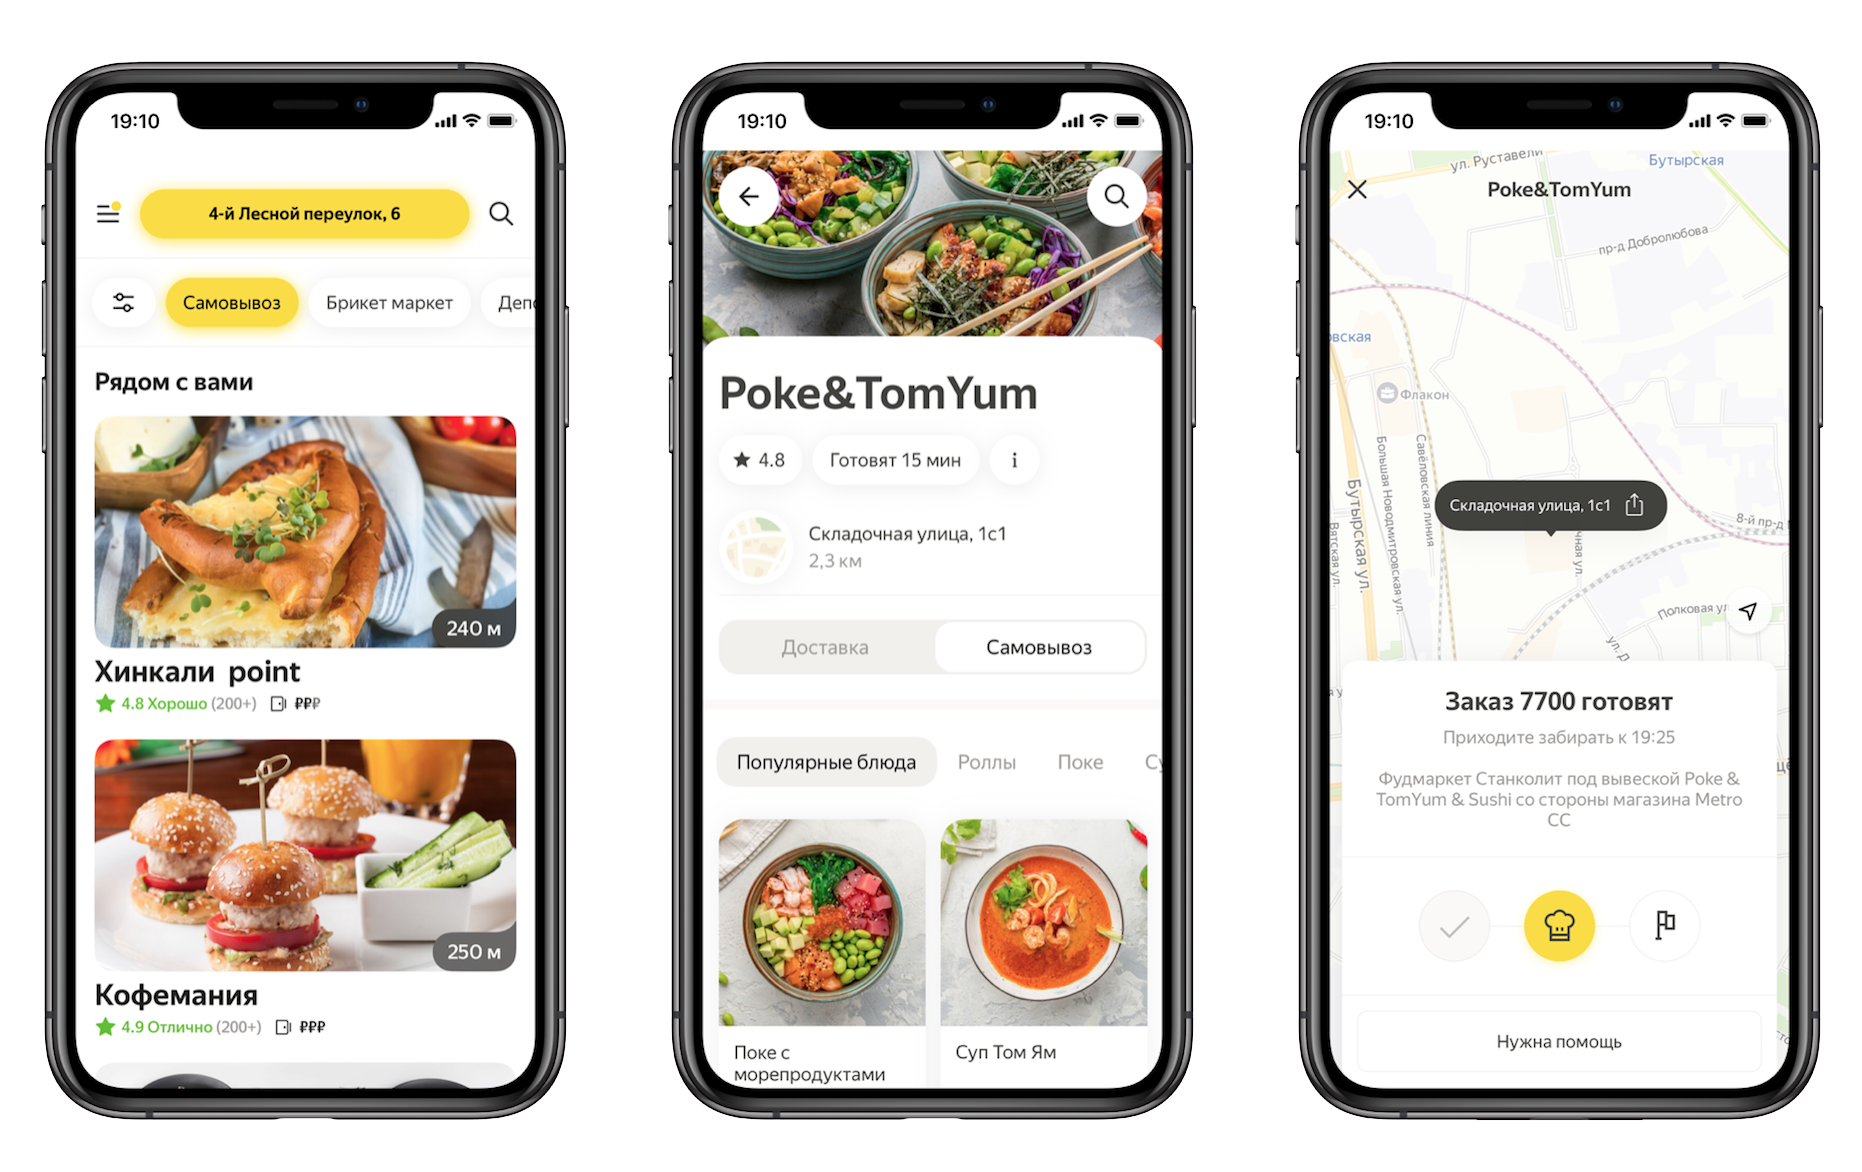 19:10
4-й Лесной переулок, 6
Самовывоз
Брикет маркет
Рядом с вами
240 м
Хинкали point
4.8 Хорошо (200+) ₽₽₽
250 м
Кофемания
4.9 Отлично (200+) ₽₽₽
19:10
Poke&TomYum
4.8
Готовят 15 мин
i
Складочная улица, 1с1
2,3 км
Доставка
Самовывоз
Популярные блюда
Роллы
Поке
Поке с
морепродуктами
Суп Том Ям
19:10
ул. Руставели
Бутырская
Poke&TomYum
пр-д Добролюбова
Флакон
Большая Новодмитровская ул.
Савёловская линия
Бутырская ул.
Вятская ул.
Складочная улица, 1с1
8-й пр-д
Полковая ул
Заказ 7700 готовят
Приходите забирать к 19:25
Фудмаркет Станколит под вывеской Poke &
TomYum & Sushi со стороны магазина Metro
CC
Нужна помощь